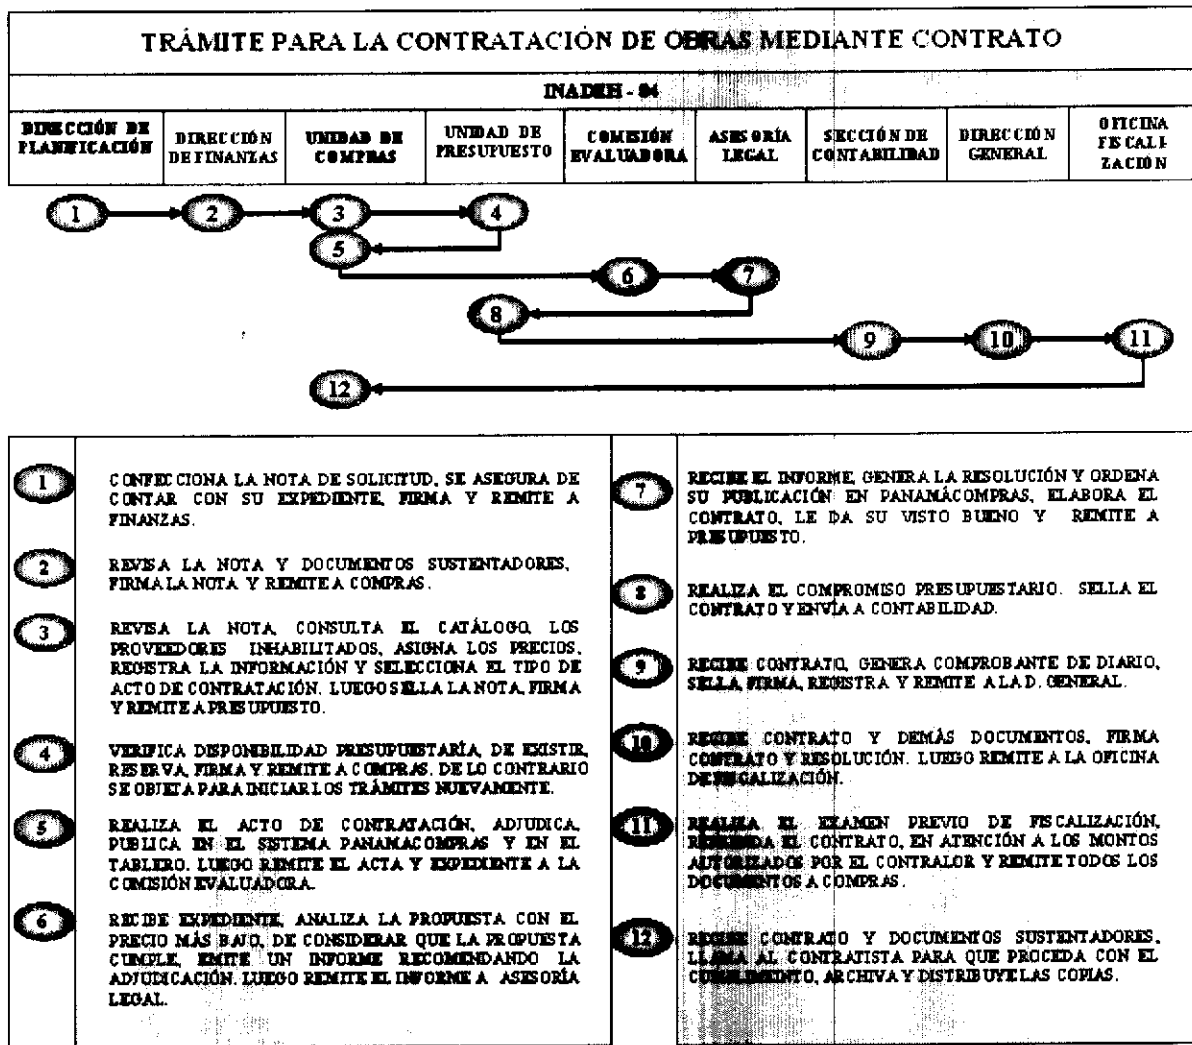 TRÁMITE PARA LA CONTRATACIÓN DE OBRAS MEDIANTE CONTRATO
INADEH - 04
DIRECCIÓN DE
PLANIFICACIÓN
DIRECCIÓN
DE FINANZAS
UNIDAD DE
COMPRAS
UNIDAD DE
PRESUPUESTO
COMISIÓN
EVALUADORA
ASESORÍA
LEGAL
SECCIÓN DE
CONTABILIDAD
DIRECCIÓN
GENERAL
OFICINA
FISCALI-
ZACIÓN
1
2
3
4
5
6
7
8
9
10
11
12
1
CONFECCIONA LA NOTA DE SOLICITUD, SE ASEGURA DE
CONTAR CON SU EXPEDIENTE, FIRMA Y REMITE A
FINANZAS.
2
REVISA LA NOTA Y DOCUMENTOS SUSTENTADORES,
FIRMA LA NOTA Y REMITE A COMPRAS.
3
REVISA LA NOTA, CONSULTA EL CATÁLOGO, LOS
PROVEEDORES INHABILITADOS, ASIGNA LOS PRECIOS,
REGISTRA LA INFORMACIÓN Y SELECCIONA EL TIPO DE
ACTO DE CONTRATACIÓN. LUEGO SELLA LA NOTA, FIRMA
Y REMITE A PRESUPUESTO.
4
VERIFICA DISPONIBILIDAD PRESUPUESTARÍA, DE EXISTIR,
RESERVA, FIRMA Y REMITE A COMPRAS. DE LO CONTRARIO
SE OBJETA PARA INICIAR LOS TRÁMITES NUEVAMENTE.
5
REALIZA EL ACTO DE CONTRATACIÓN, ADJUDICA,
PUBLICA EN EL SISTEMA PANAMACOMPRAS Y EN EL
TABLERO. LUEGO REMITE EL ACTA Y EXPEDIENTE A LA
COMISIÓN EVALUADORA.
6
RECIBE EXPEDIENTE, ANALIZA LA PROPUESTA CON EL
PRECIO MÁS BAJO, DE CONSIDERAR QUE LA PROPUESTA
CUMPLE, EMITE UN INFORME RECOMENDANDO LA
ADJUDICACIÓN. LUEGO REMITE EL INFORME A ASESORÍA
LEGAL.
7
RECIBE EL INFORME, GENERA LA RESOLUCIÓN Y ORDENA
SU PUBLICACIÓN EN PANAMÁCOMPRAS, ELABORA EL
CONTRATO, LE DA SU VISTO BUENO Y REMITE A
PRESUPUESTO.
8
REALIZA EL COMPROMISO PRESUPUESTARIO. SELLA EL
CONTRATO Y ENVÍA A CONTABILIDAD.
9
RECIBE CONTRATO, GENERA COMPROBANTE DE DIARIO,
SELLA, FIRMA, REGISTRA Y REMITE A LA D. GENERAL.
10
RECIBE CONTRATO Y DEMÁS DOCUMENTOS, FIRMA
CONTRATO Y RESOLUCIÓN. LUEGO REMITE A LA OFICINA
DE FISCALIZACIÓN.
11
REALIZA EL EXAMEN PREVIO DE FISCALIZACIÓN,
REFRENDA EL CONTRATO, EN ATENCIÓN A LOS MONTOS
AUTORIZADOS POR EL CONTRALOR Y REMITE TODOS LOS
DOCUMENTOS A COMPRAS.
12
RECIBE CONTRATO Y DOCUMENTOS SUSTENTADORES,
LLAMA AL CONTRATISTA PARA QUE PROCEDA CON EL
CUMPLIMIENTO, ARCHIVA Y DISTRIBUYE LAS COPIAS.